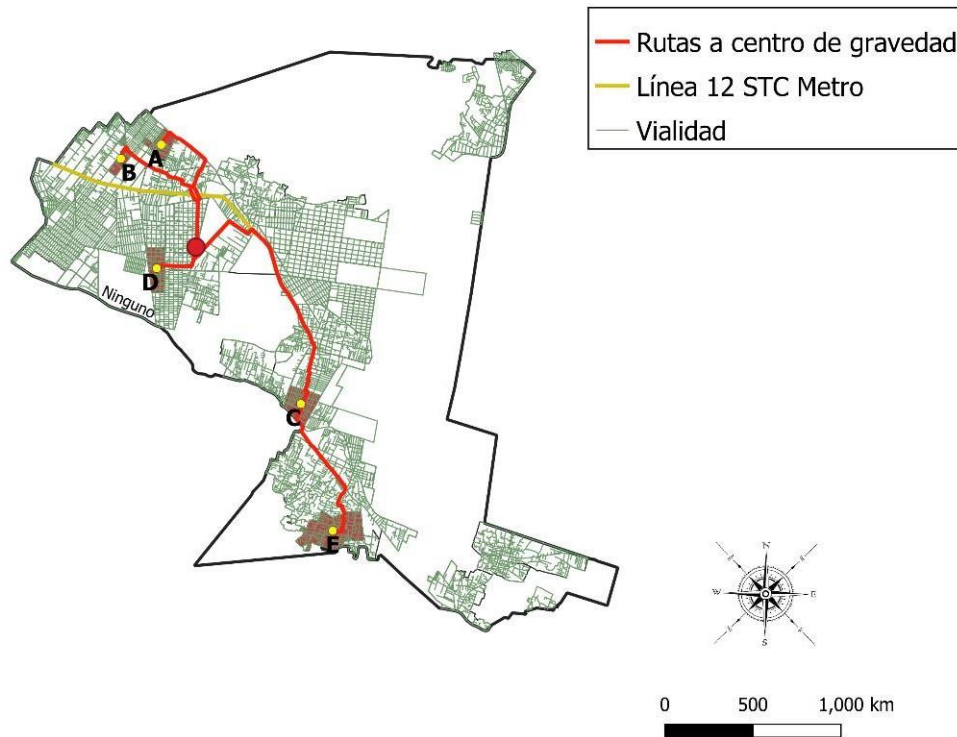 Rutas a centro de gravedad
Línea 12 STC Metro
Vialidad
A
B
D
Ninguno
C
E
N
W
E
S
0 500 1,000 km